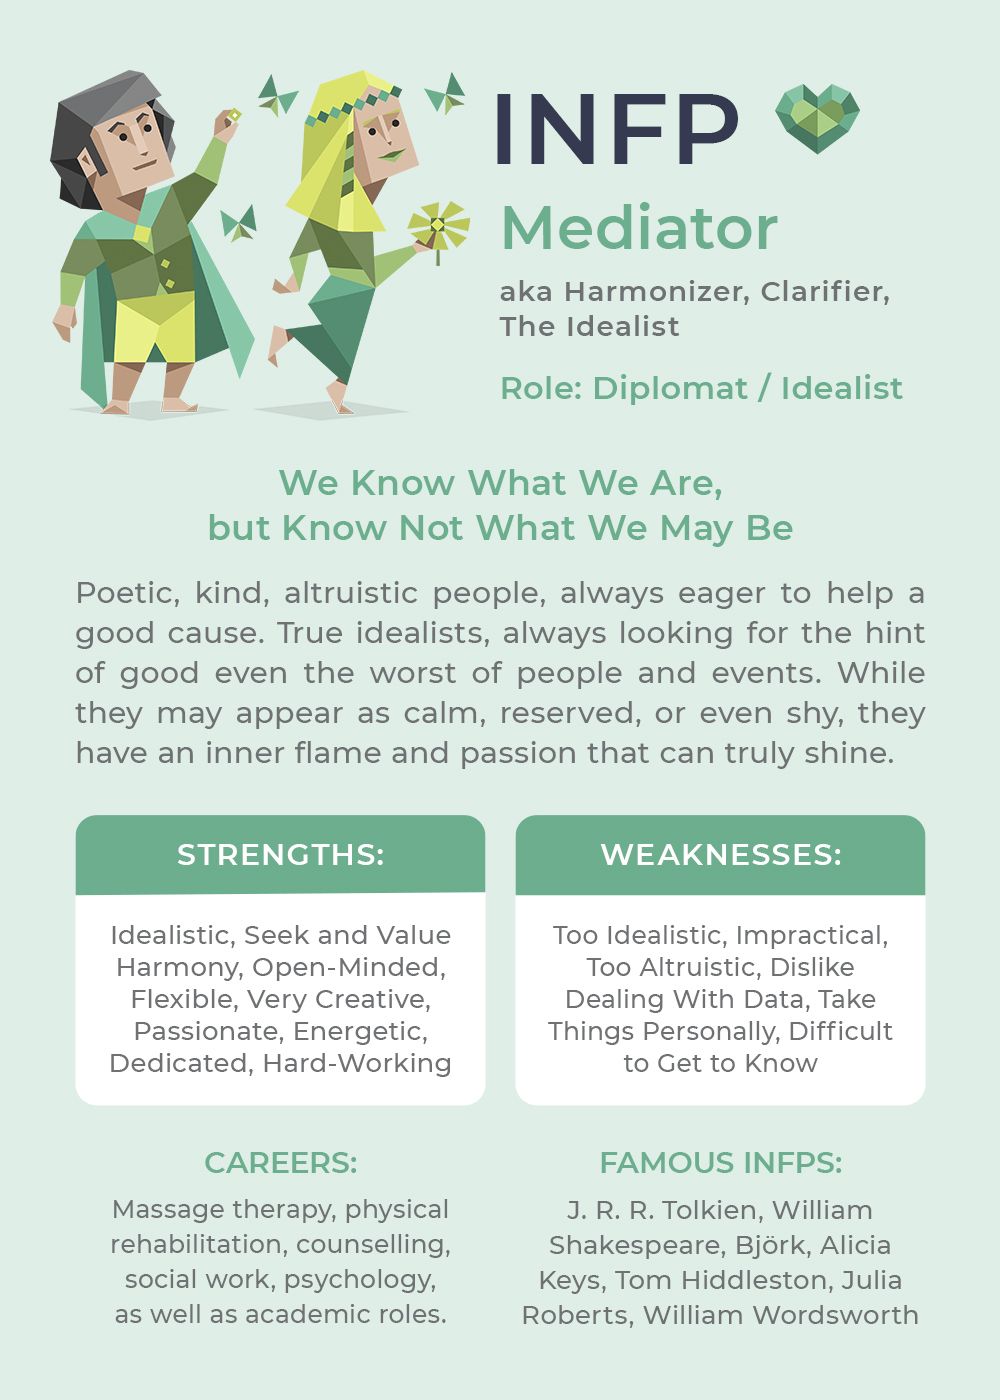 INFP
Mediator
aka Harmonizer, Clarifier,
The Idealist
Role: Diplomat / Idealist
We Know What We Are,
but Know Not What We May Be
Poetic, kind, altruistic people, always eager to help a
good cause. True idealists, always looking for the hint
of good even the worst of people and events. While
they may appear as calm, reserved, or even shy, they
have an inner flame and passion that can truly shine.
STRENGTHS:
Idealistic, Seek and Value
Harmony, Open-Minded,
Flexible, Very Creative,
Passionate, Energetic,
Dedicated, Hard-Working
WEAKNESSES:
Too Idealistic, Impractical,
Too Altruistic, Dislike
Dealing With Data, Take
Things Personally, Difficult
to Get to Know
CAREERS:
Massage therapy, physical
rehabilitation, counselling,
social work, psychology,
as well as academic roles.
FAMOUS INFPS:
J. R. R. Tolkien, William
Shakespeare, Björk, Alicia
Keys, Tom Hiddleston, Julia
Roberts, William Wordsworth